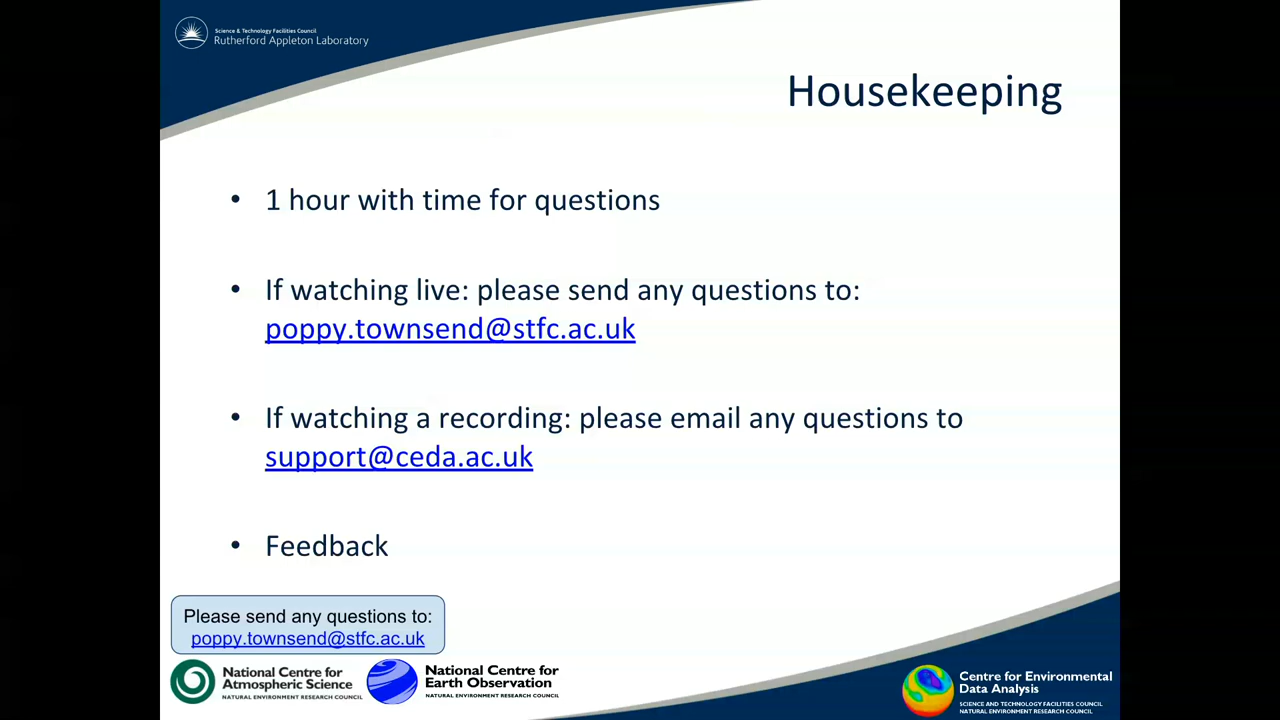 Science & Technology Facilities Council
Rutherford Appleton Laboratory
Housekeeping
• 1 hour with time for questions
• If watching live: please send any questions to:
poppy.townsend@stfc.ac.uk
• If watching a recording: please email any questions to
support@ceda.ac.uk
• Feedback
Please send any questions to:
poppy.townsend@stfc.ac.uk
National Centre for
Atmospheric Science
NATURAL ENVIRONMENT RESEARCH COUNCIL
National Centre for
Earth Observation
NATURAL ENVIRONMENT RESEARCH COUNCIL
Centre for Environmental
Data Analysis
SCIENCE AND TECHNOLOGY FACILITIES COUNCIL
NATURAL ENVIRONMENT RESEARCH COUNCIL